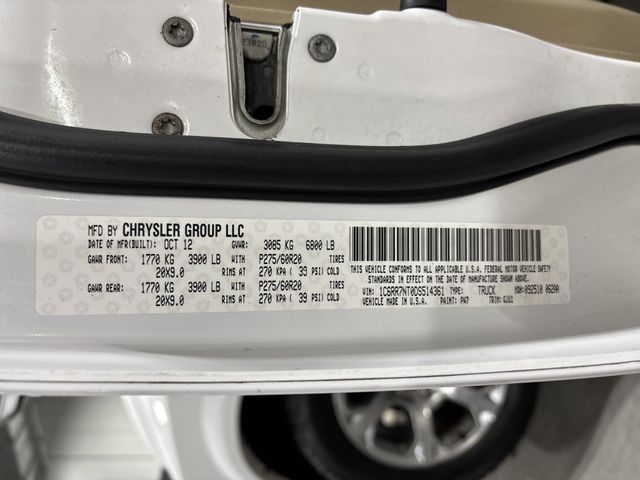 MFD BY CHRYSLER GROUP LLC
DATE OF MFR(BUILT): OCT 12 GVWR: 3085 KG 6800 LB
GAWR FRONT: 1770 KG 3900 LB P275/60R20 TIRES
20X9.0 RIMS AT 270 KPA ( 39 PSI) COLD
GAWR REAR: 1770 KG 3900 LB P275/60R20 TIRES
20X9.0 RIMS AT 270 KPA ( 39 PSI) COLD
THIS VEHICLE CONFORMS TO ALL APPLICABLE U.S.A. FEDERAL MOTOR VEHICLE SAFETY
STANDARDS IN EFFECT ON THE DATE OF MANUFACTURE SHOWN ABOVE
VIN: 1C6RR7NT0DS514361 TYPE: TRUCK MDH: 092510 062AA
VEHICLE MADE IN U.S.A. PAINT: PW7 TRIM: